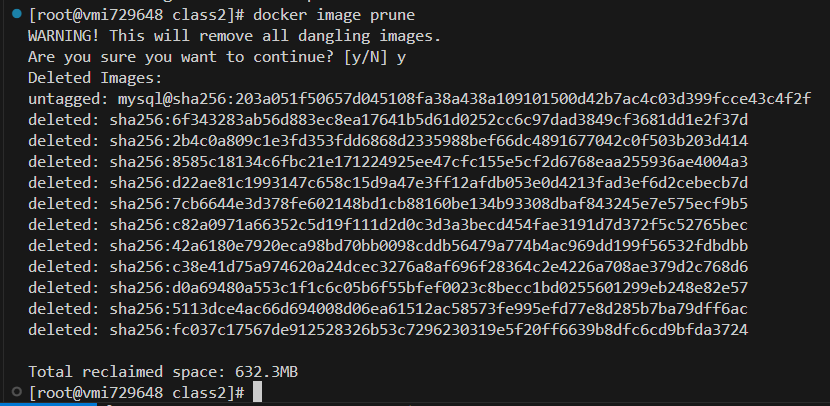 [root@vmi729648 class2]# docker image prune
WARNING! This will remove all dangling images.
Are you sure you want to continue? [y/N] y
Deleted Images:
untagged: mysql@sha256:203a051f50657d045108fa38a438a109101500d42b7ac4c03d399fcce43c4f2f
deleted: sha256:6f343283ab56d883ec8ea17641b5d61d0252cc6c97dad3849cf3681dd1e2f37d
deleted: sha256:2b4c0a809c1e3fd353fdd6868d2335988bef66dc4891677042c0f503b203d414
deleted: sha256:8585c18134c6fbc21e171224925ee47cfc155e5cf2d6768eaa255936ae4004a3
deleted: sha256:d22ae81c1993147c658c15d9a47e3ff12afdb053e0d4213fad3ef6d2cebecb7d
deleted: sha256:7cb6644e3d378fe602148bd1cb88160be134b93308dbaf843245e7e575ecf9b5
deleted: sha256:c82a0971a66352c5d19f111d2d0c3d3a3becd454fae3191d7d372f5c52765bec
deleted: sha256:42a6180e7920eca98bd70bb0098cddb56479a774b4ac969dd199f56532fdbdbb
deleted: sha256:c38e41d75a974620a24dcec3276a8af696f28364c2e4226a708ae379d2c768d6
deleted: sha256:d0a69480a553c1f1c6c05b6f55bfef0023c8becc1bd0255601299eb248e82e57
deleted: sha256:5113dce4ac66d694008d06ea61512ac58573fe995efd77e8d285b7ba79dff6ac
deleted: sha256:fc037c17567de912528326b53c7296230319e5f20ff6639b8dfc6cd9bfda3724
Total reclaimed space: 632.3MB
[root@vmi729648 class2]#